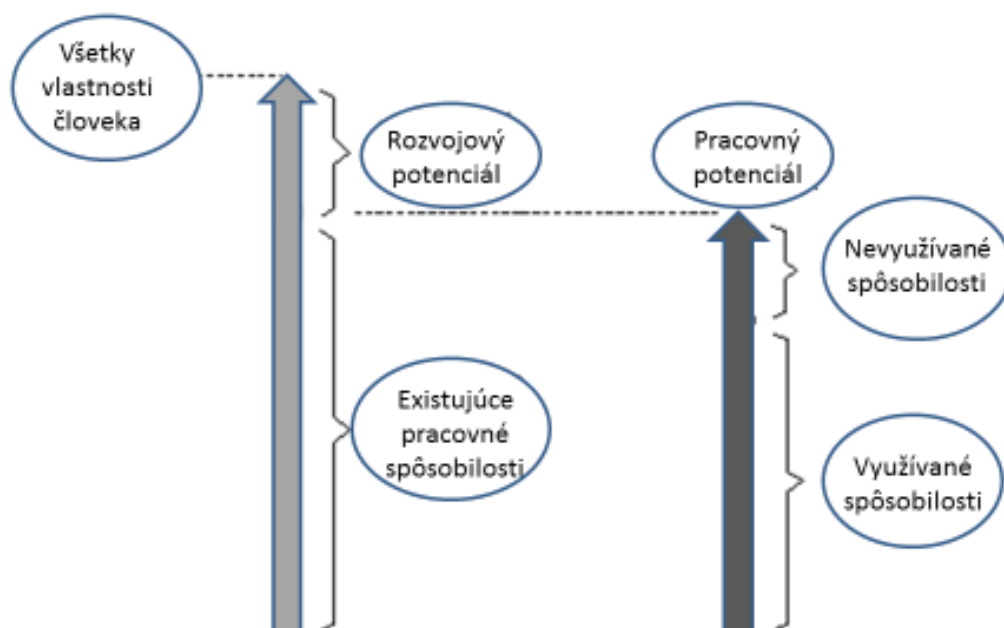 Všetky
vlastnosti
človeka
Rozvojový
potenciál
Pracovný
potenciál
Nevyužívané
spôsobilosti
Existujúce
pracovné
spôsobilosti
Využívané
spôsobilosti